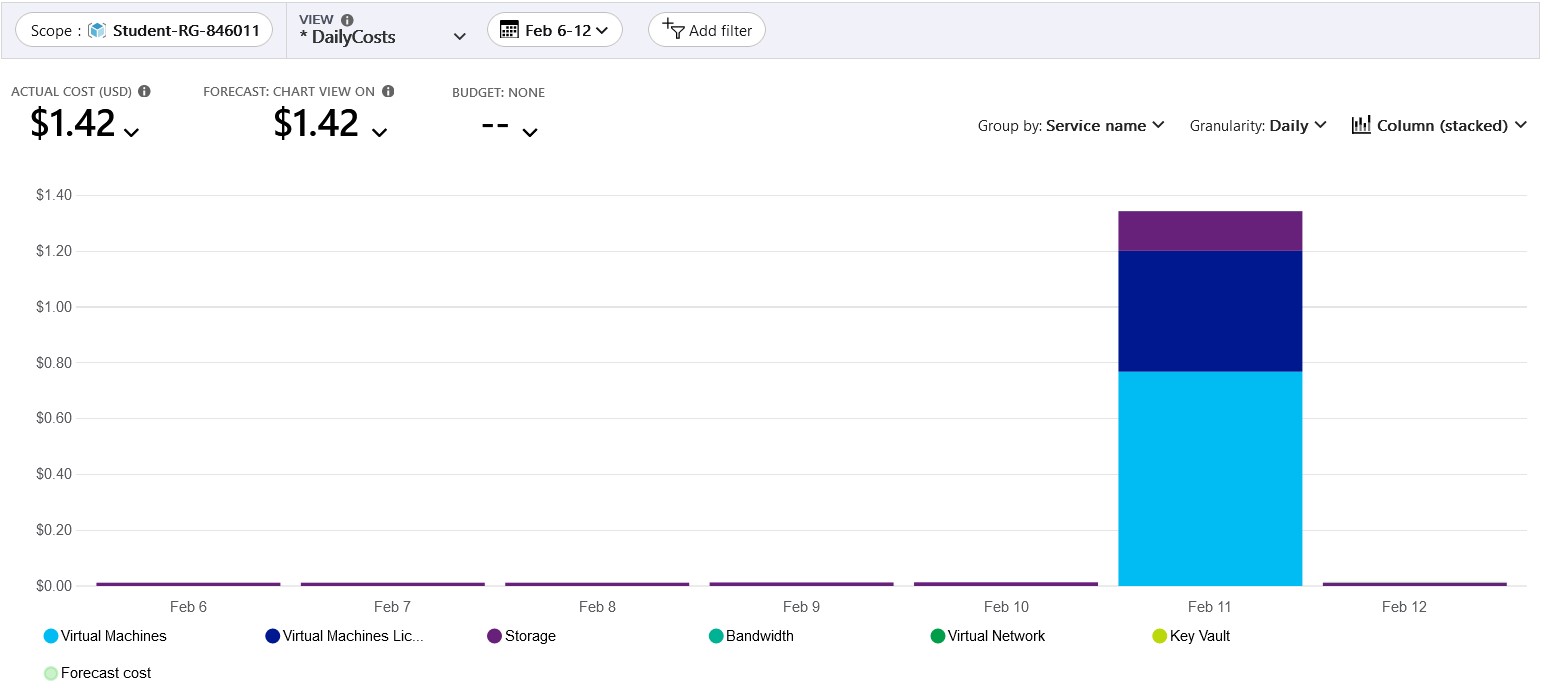 Scope : Student-RG-846011
VIEW
* DailyCosts
Feb 6-12
Add filter
ACTUAL COST (USD)
$1.42
FORECAST: CHART VIEW ON
$1.42
BUDGET: NONE
--
Group by: Service name
Granularity: Daily
Column (stacked)
$1.40
$1.20
$1.00
$0.80
$0.60
$0.40
$0.20
$0.00
Feb 6
Feb 7
Feb 8
Feb 9
Feb 10
Feb 11
Feb 12
Virtual Machines
Virtual Machines Lic...
Storage
Bandwidth
Virtual Network
Key Vault
Forecast cost